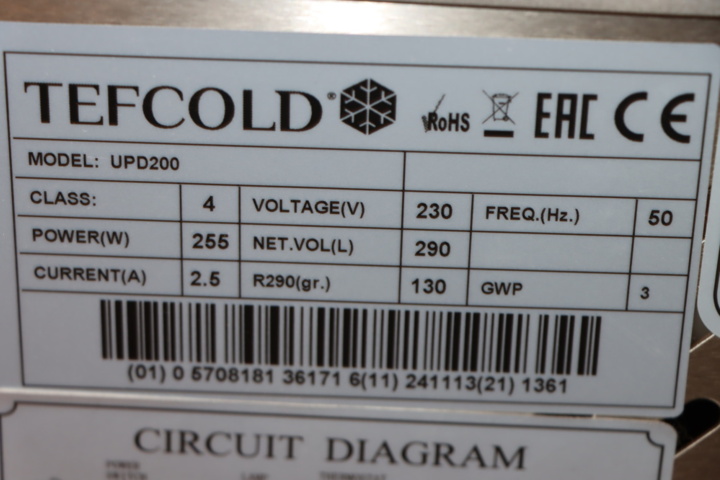 TEFCOLD® RoHS EAC CE
MODEL: UPD200
CLASS: 4 VOLTAGE(V) 230 FREQ.(Hz.) 50
POWER(W) 255 NET.VOL(L) 290
CURRENT(A) 2.5 R290(gr.) 130 GWP 3
(01) 0 5708181 36171 6(11) 241113(21) 1361
CIRCUIT DIAGRAM